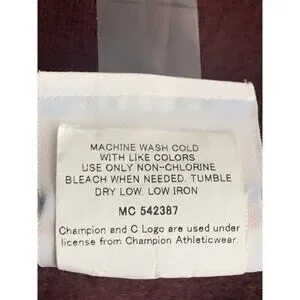 MACHINE WASH COLD
WITH LIKE COLORS
USE ONLY NON-CHLORINE
BLEACH WHEN NEEDED. TUMBLE
DRY LOW. LOW IRON
MC 542387
Champion and C Logo are used under
license from Champion Athleticwear.